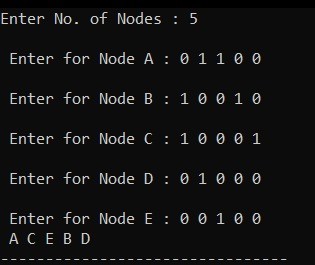 Enter No. of Nodes : 5
Enter for Node A : 0 1 1 0 0
Enter for Node B : 1 0 0 1 0
Enter for Node C : 1 0 0 0 1
Enter for Node D : 0 1 0 0 0
Enter for Node E : 0 0 1 0 0
A C E B D
--------------------------------